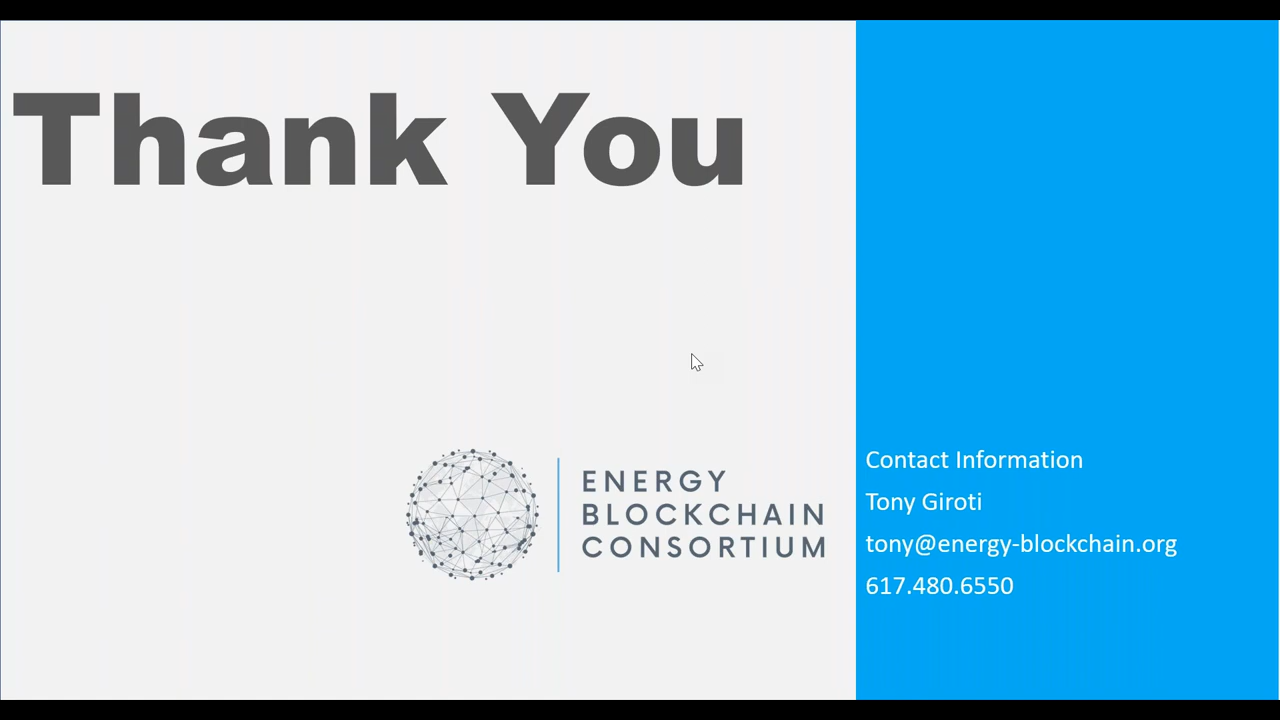 Thank You
ENERGY
BLOCKCHAIN
CONSORTIUM
Contact Information
Tony Giroti
tony@energy-blockchain.org
617.480.6550